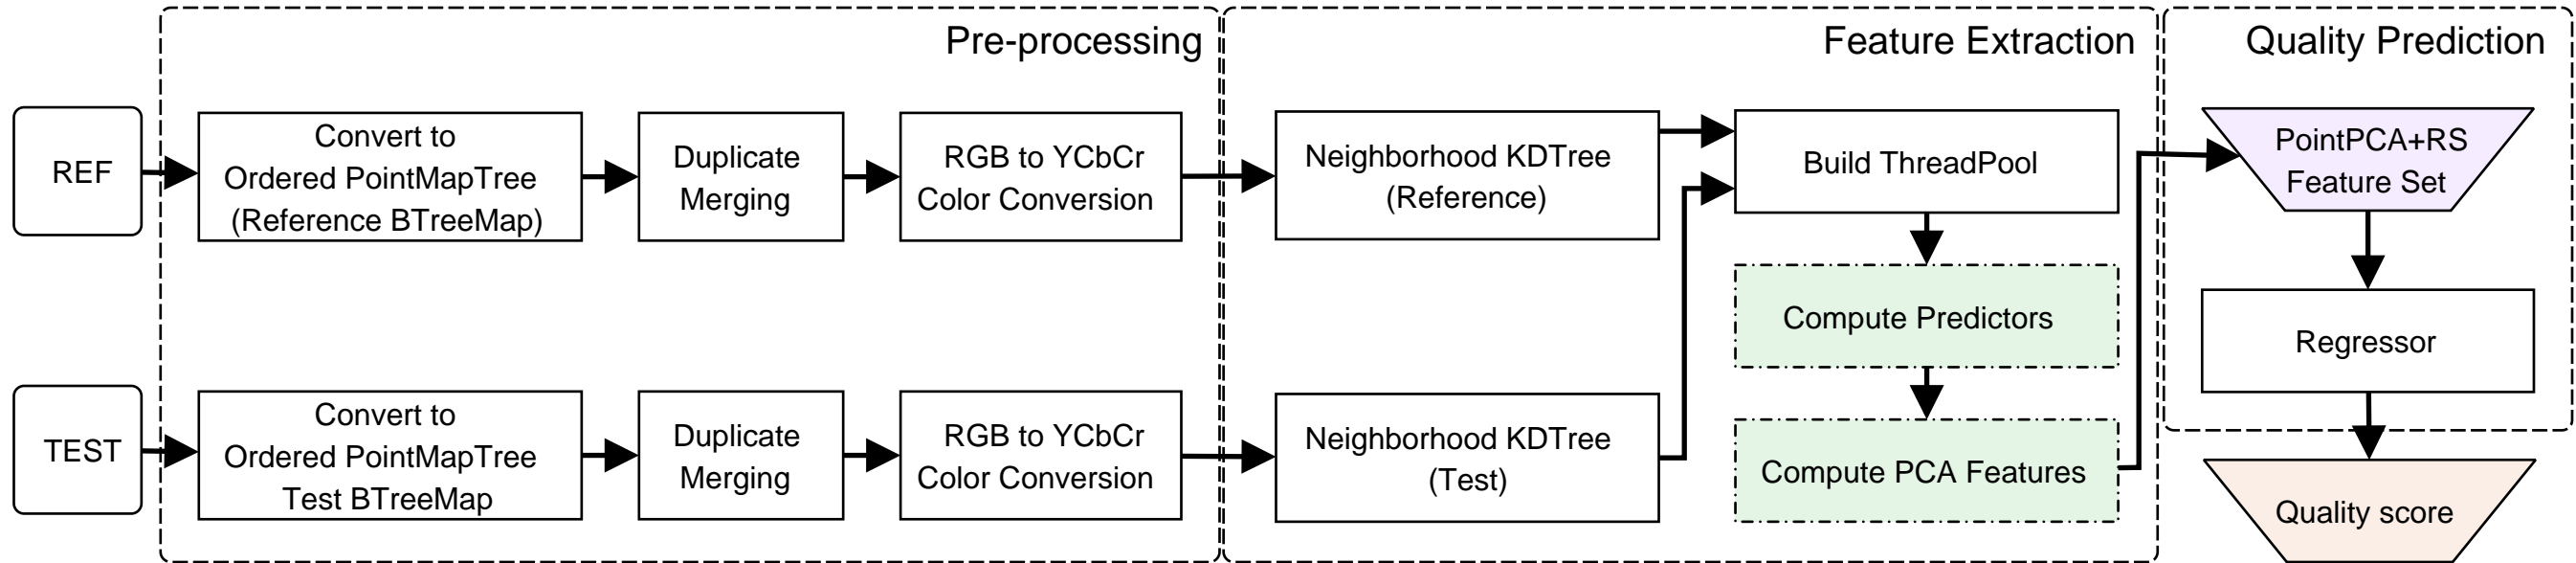 Pre-processing
Feature Extraction
Quality Prediction
REF
Convert to
Ordered PointMapTree
(Reference BTreeMap)
Duplicate
Merging
RGB to YCbCr
Color Conversion
Neighborhood KDTree
(Reference)
Build ThreadPool
PointPCA+RS
Feature Set
Compute Predictors
Regressor
TEST
Convert to
Ordered PointMapTree
Test BTreeMap
Duplicate
Merging
RGB to YCbCr
Color Conversion
Neighborhood KDTree
(Test)
Compute PCA Features
Quality score